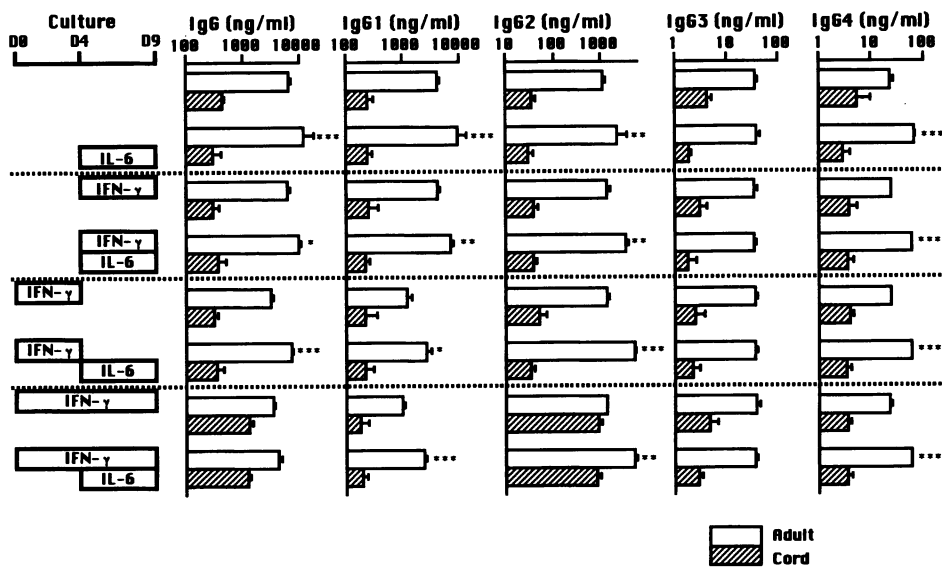 Culture
D0 D4 D9
IgG (ng/ml)
100 1000 10000
IgG1 (ng/ml)
100 1000 10000
IgG2 (ng/ml)
10 1000
IgG3 (ng/ml)
1 10 100
IgG4 (ng/ml)
1 10 100
IL-6 *** *** ** ***
IFN-γ
IFN-γ
IL-6
* ** ** ***
IFN-γ
IFN-γ
IL-6
*** * *** ***
IFN-γ
IFN-γ
IL-6
*** ** ***
Adult
Cord